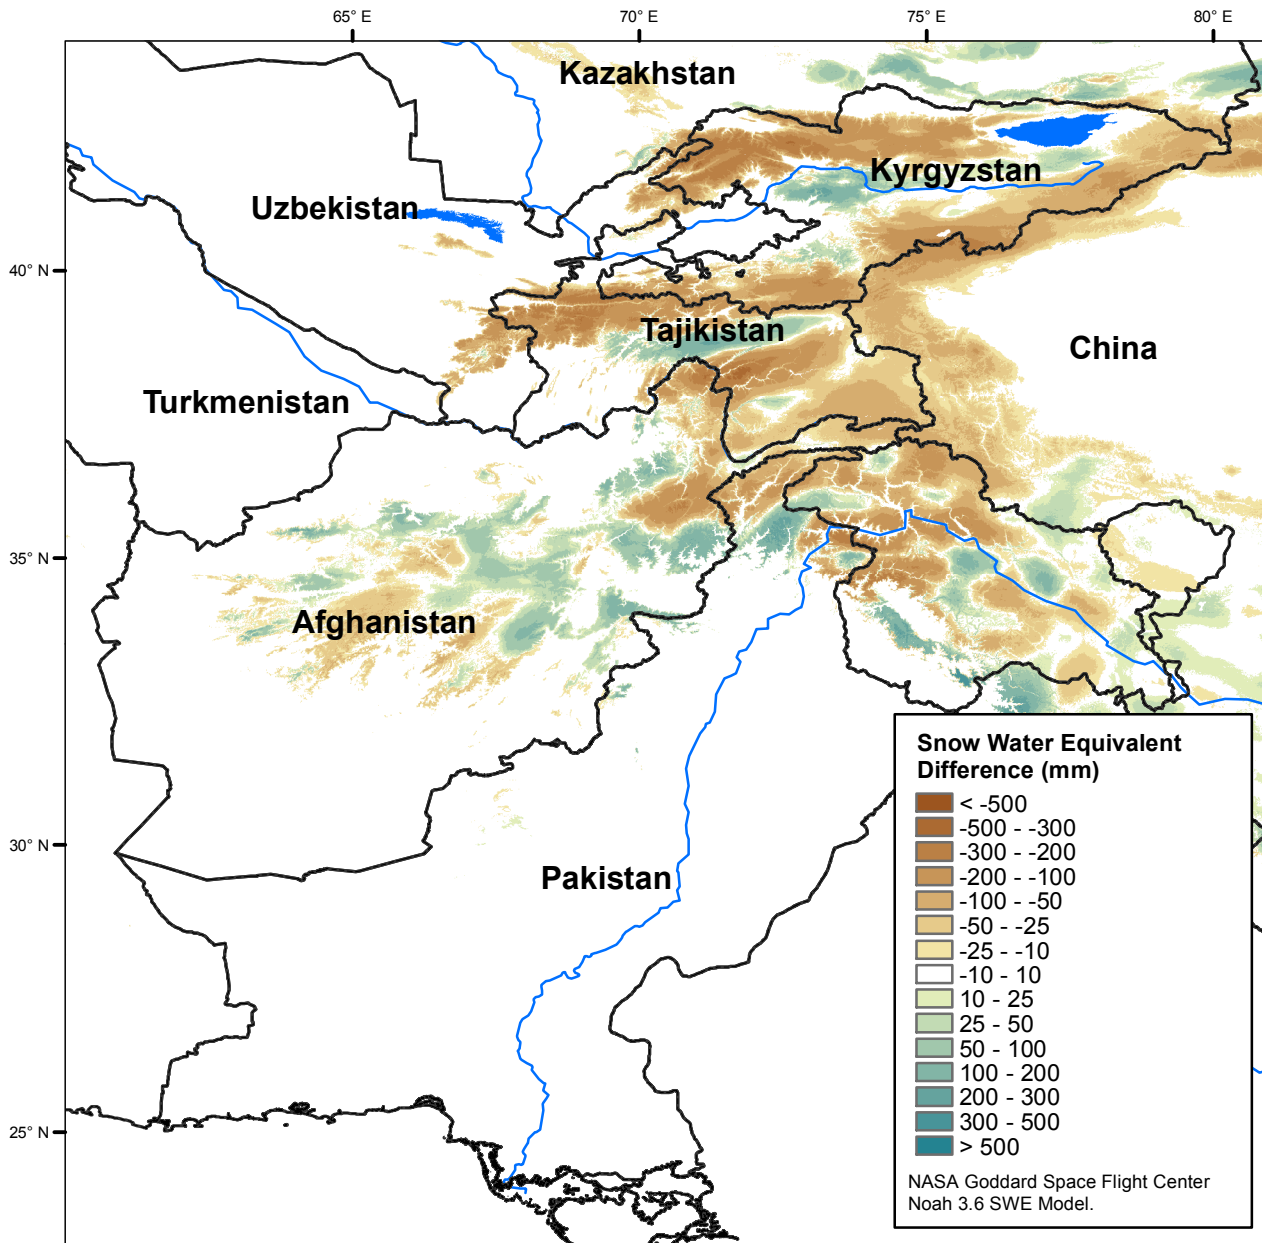 65° E
70° E
75° E
80° E
Kazakhstan
Kyrgyzstan
Uzbekistan
40° N
Tajikistan
China
Turkmenistan
35° N
Afghanistan
30° N
Pakistan
25° N
Snow Water Equivalent
Difference (mm)
< -500
-500 - -300
-300 - -200
-200 - -100
-100 - -50
-50 - -25
-25 - -10
-10 - 10
10 - 25
25 - 50
50 - 100
100 - 200
200 - 300
300 - 500
> 500
NASA Goddard Space Flight Center
Noah 3.6 SWE Model.